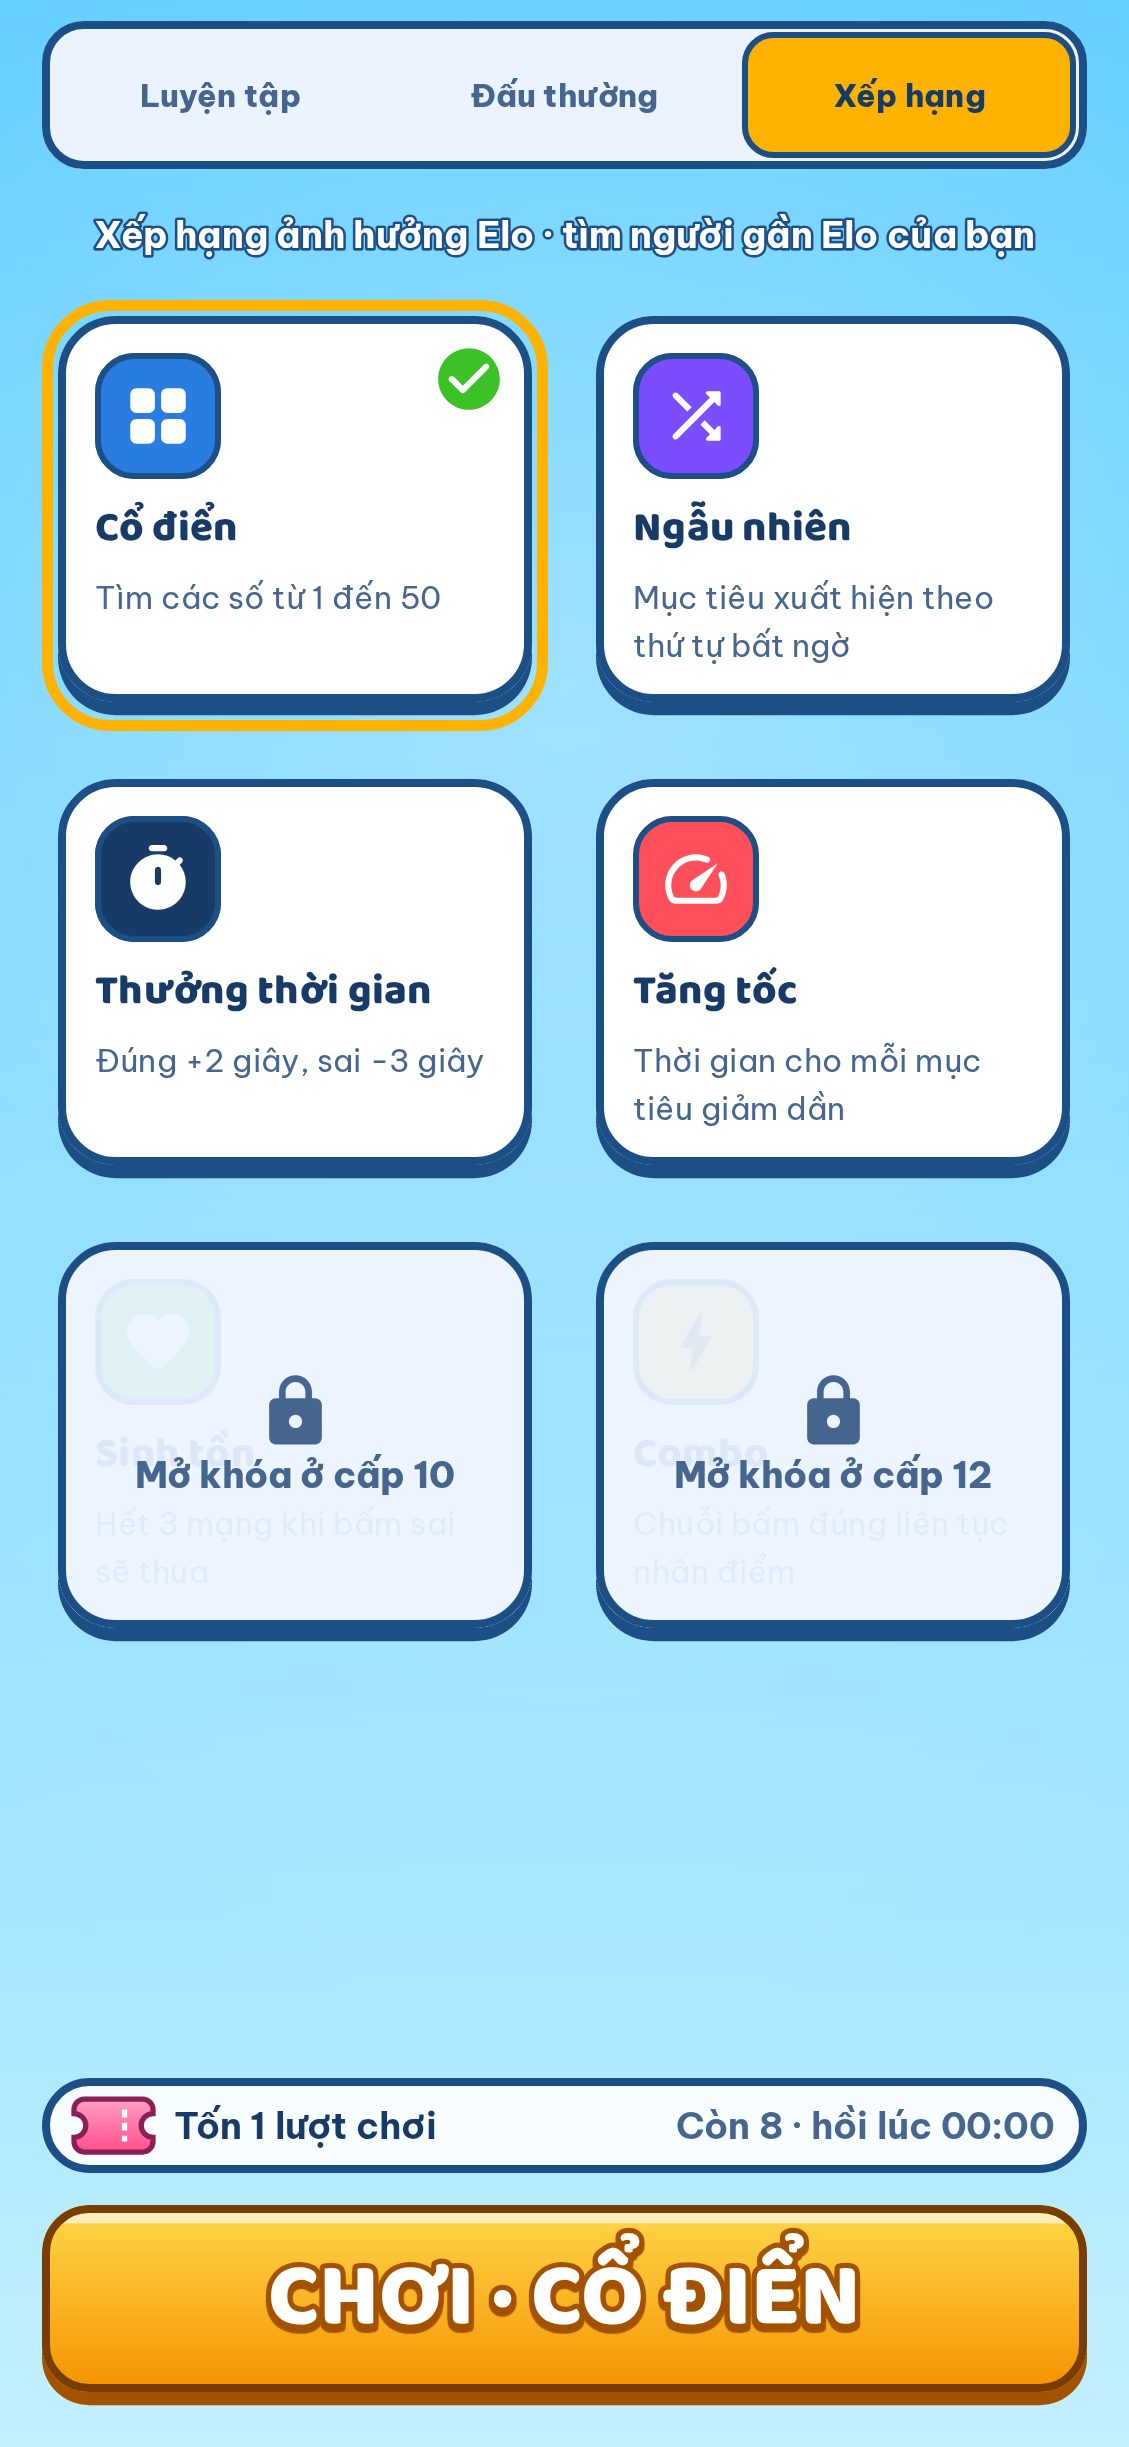 Luyện tập
Đấu thường
Xếp hạng
Xếp hạng ảnh hưởng Elo · tìm người gần Elo của bạn
Cổ điển
Tìm các số từ 1 đến 50
Ngẫu nhiên
Mục tiêu xuất hiện theo
thứ tự bất ngờ
Thưởng thời gian
Đúng +2 giây, sai -3 giây
Tăng tốc
Thời gian cho mỗi mục
tiêu giảm dần
Sinh tồn
Mở khóa ở cấp 10
Hết 3 mạng khi bấm sai
sẽ thua
Combo
Mở khóa ở cấp 12
Chuỗi bấm đúng liên tục
nhân điểm
Tốn 1 lượt chơi
Còn 8 · hồi lúc 00:00
CHƠI · CỔ ĐIỂN